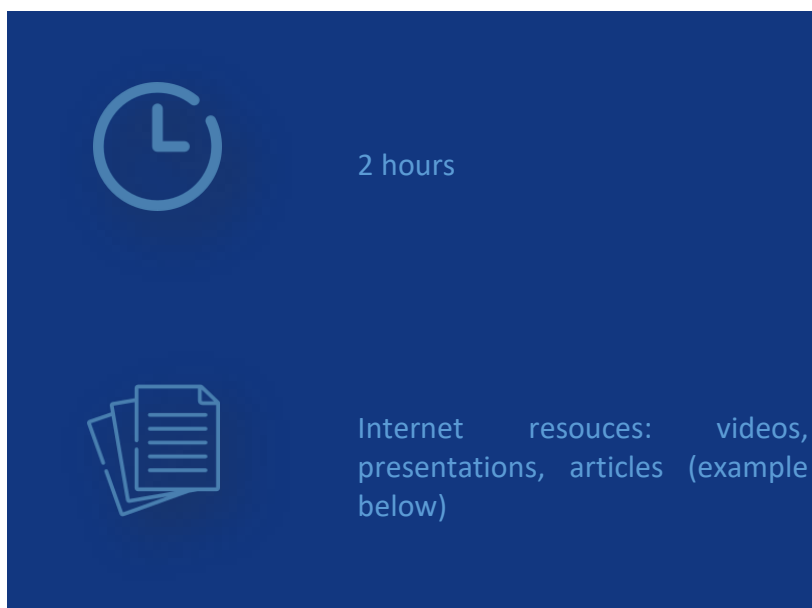 2 hours
Internet resouces: videos,
presentations, articles (example
below)